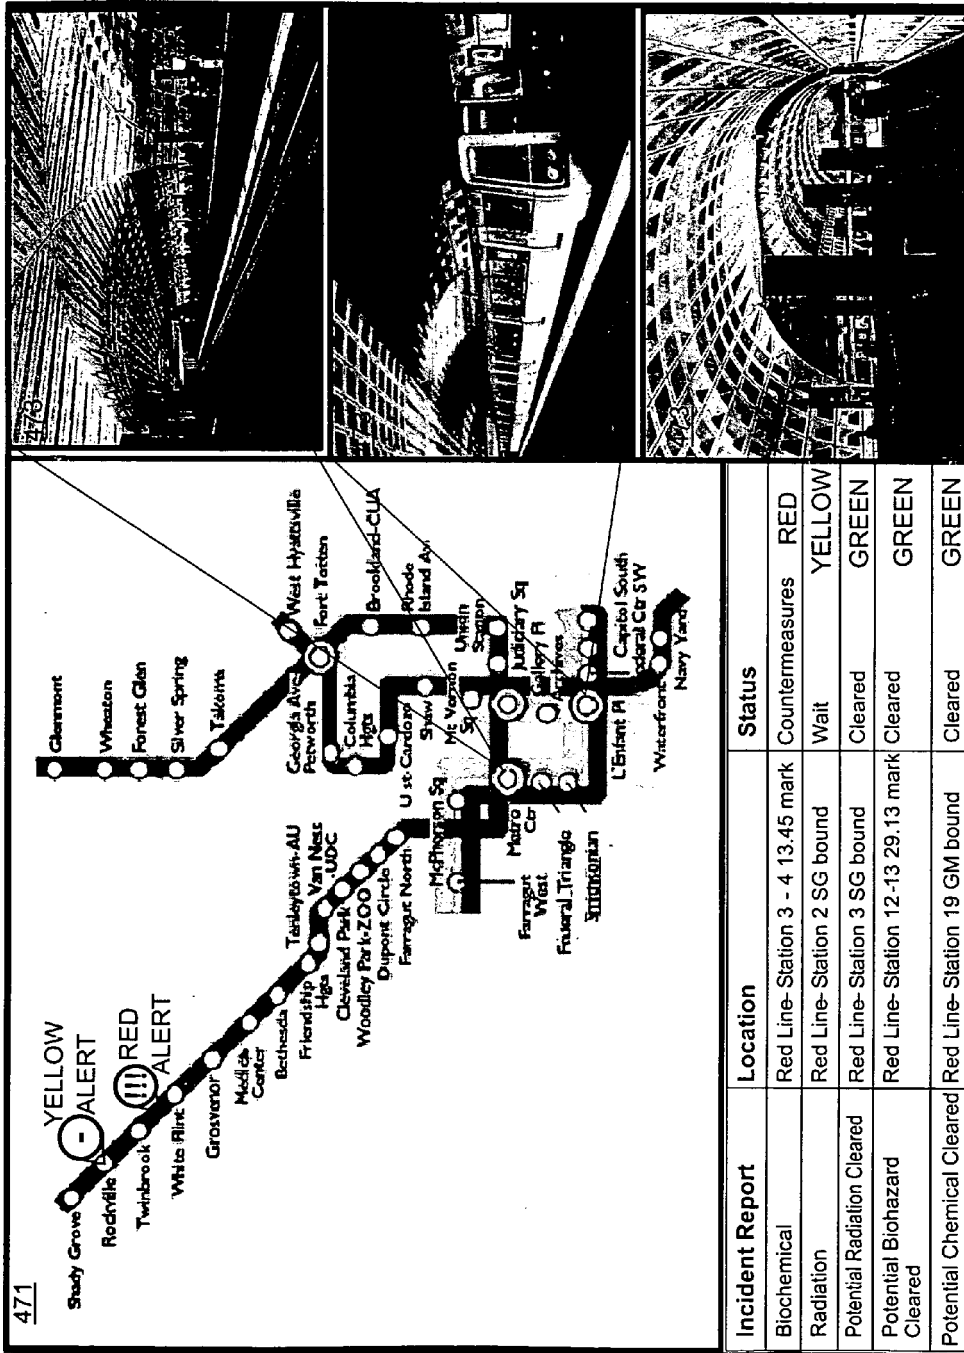 471
YELLOW
ALERT
RED
ALERT
Shady Grove
Rockville
Twinbrook
White Flint
Grosvenor
Medical
Center
Bethesda
Friendship
Hgts
Tenleytown-AU
Van Ness
-UDC
Cleveland Park
Woodley Park-ZOO
Dupont Circle
Farragut North
McPherson Sq
Farragut
West
Metro
Ctr
Federal Triangle
Smithsonian
Glenmont
Wheaton
Forest Glen
Silver Spring
Takoma
West Hyattsville
Fort Totten
Georgia Ave
Petworth
Columbia
Hgts
U st-Cardozo
Shaw
Mt Vernon
Sq
Brookland-CUA
Rhode
Island Av
Union
Station
Judiciary Sq
Gallery Pl
Archives
L'Enfant Pl
Capitol South
Federal Ctr SW
Waterfront
Navy Yard
473
Incident Report Location Status
Biochemical Red Line- Station 3 - 4 13.45 mark Countermeasures RED
Radiation Red Line- Station 2 SG bound Wait YELLOW
Potential Radiation Cleared Red Line- Station 3 SG bound Cleared GREEN
Potential Biohazard
Cleared Red Line- Station 12-13 29.13 mark Cleared GREEN
Potential Chemical Cleared Red Line- Station 19 GM bound Cleared GREEN